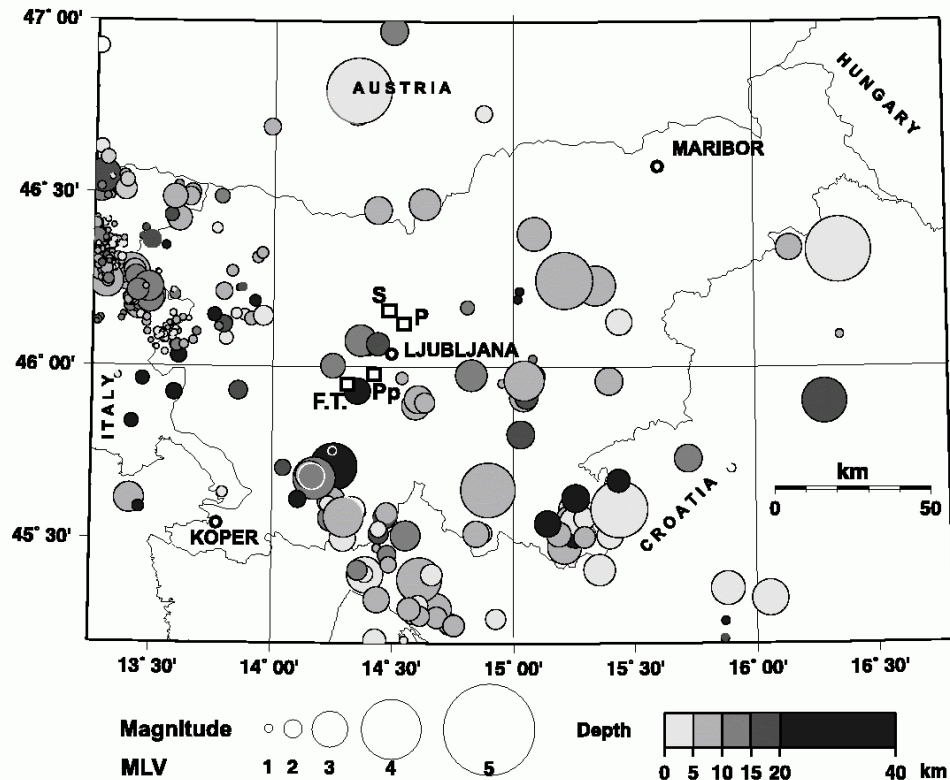 47° 00'
AUSTRIA
HUNGARY
MARIBOR
46° 30'
S
P
LJUBLJANA
46° 00'
F.T.
Pp
ITALY
km
0 50
CROATIA
45° 30'
KOPER
13° 30' 14° 00' 14° 30' 15° 00' 15° 30' 16° 00' 16° 30'
Magnitude
MLV 1 2 3 4 5
Depth
0 5 10 15 20 40 km